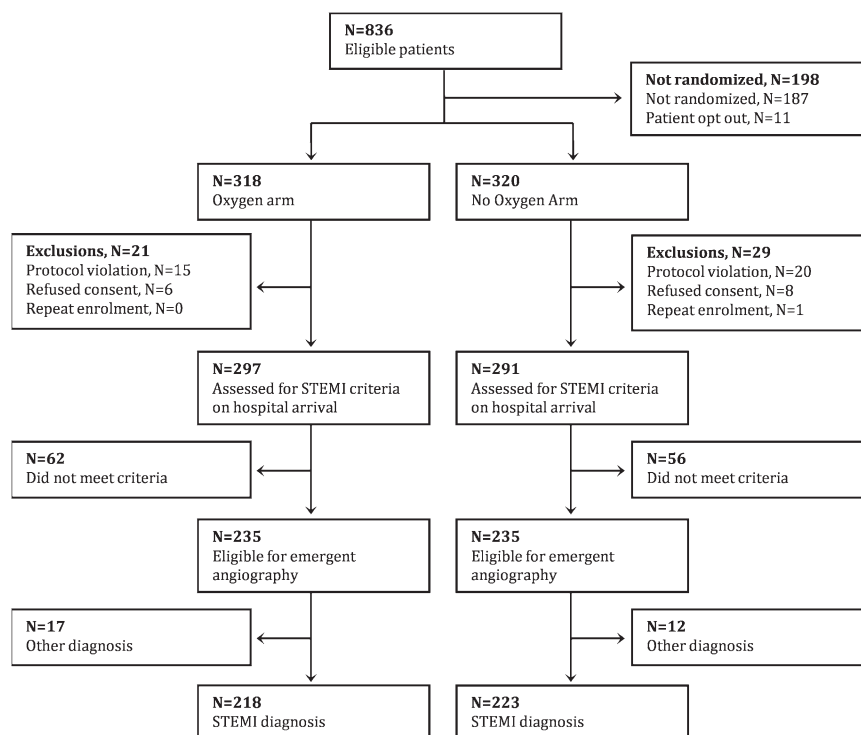 N=836
Eligible patients
Not randomized, N=198
Not randomized, N=187
Patient opt out, N=11
N=318
Oxygen arm
N=320
No Oxygen Arm
Exclusions, N=21
Protocol violation, N=15
Refused consent, N=6
Repeat enrolment, N=0
Exclusions, N=29
Protocol violation, N=20
Refused consent, N=8
Repeat enrolment, N=1
N=297
Assessed for STEMI criteria
on hospital arrival
N=291
Assessed for STEMI criteria
on hospital arrival
N=62
Did not meet criteria
N=56
Did not meet criteria
N=235
Eligible for emergent
angiography
N=235
Eligible for emergent
angiography
N=17
Other diagnosis
N=12
Other diagnosis
N=218
STEMI diagnosis
N=223
STEMI diagnosis